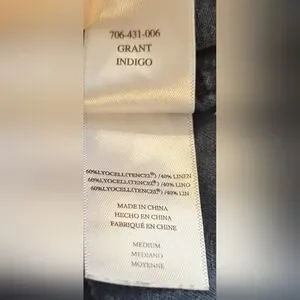 706-431-006
GRANT
INDIGO
60%LYOCELL(TENCEL®) /40% LINEN
60%LYOCELL(TENCEL®) /40% LINO
60%LYOCELL(TENCEL®) /40% LIN
MADE IN CHINA
HECHO EN CHINA
FABRIQUÉ EN CHINE
MEDIUM
MEDIANO
MOYENNE